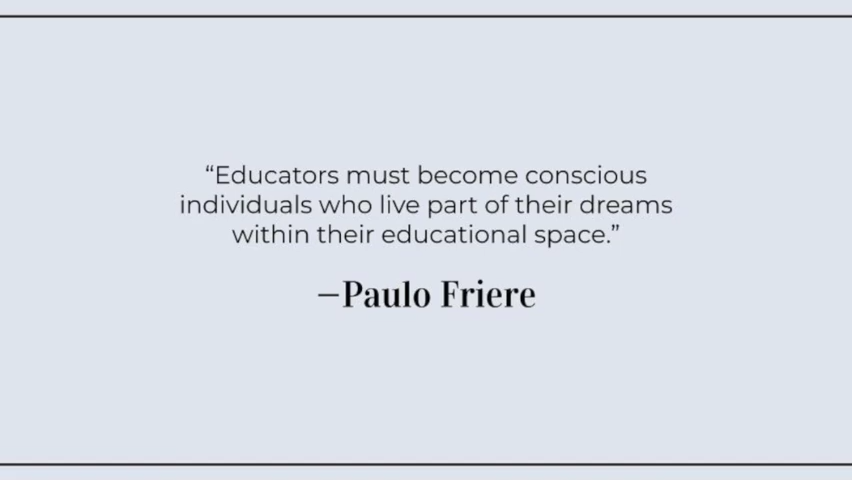 “Educators must become conscious
individuals who live part of their dreams
within their educational space.”
—Paulo Friere